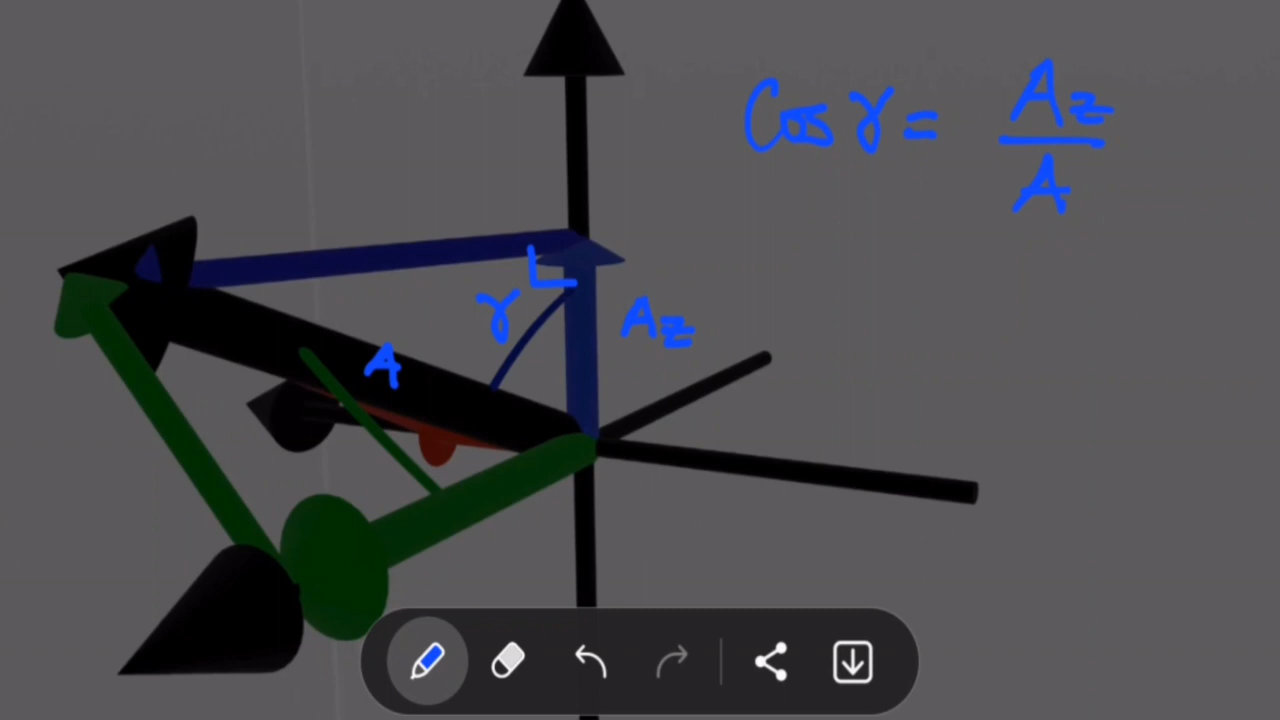 Cos γ = Az / A
γ
Az
A